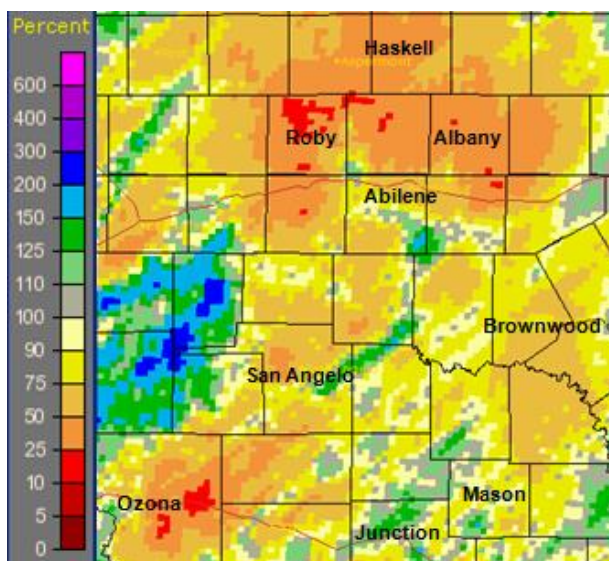 Percent
600
400
300
200
150
125
110
100
90
75
50
25
10
5
0
Haskell
Aspermont
Roby
Albany
Abilene
Brownwood
San Angelo
Ozona
Mason
Junction